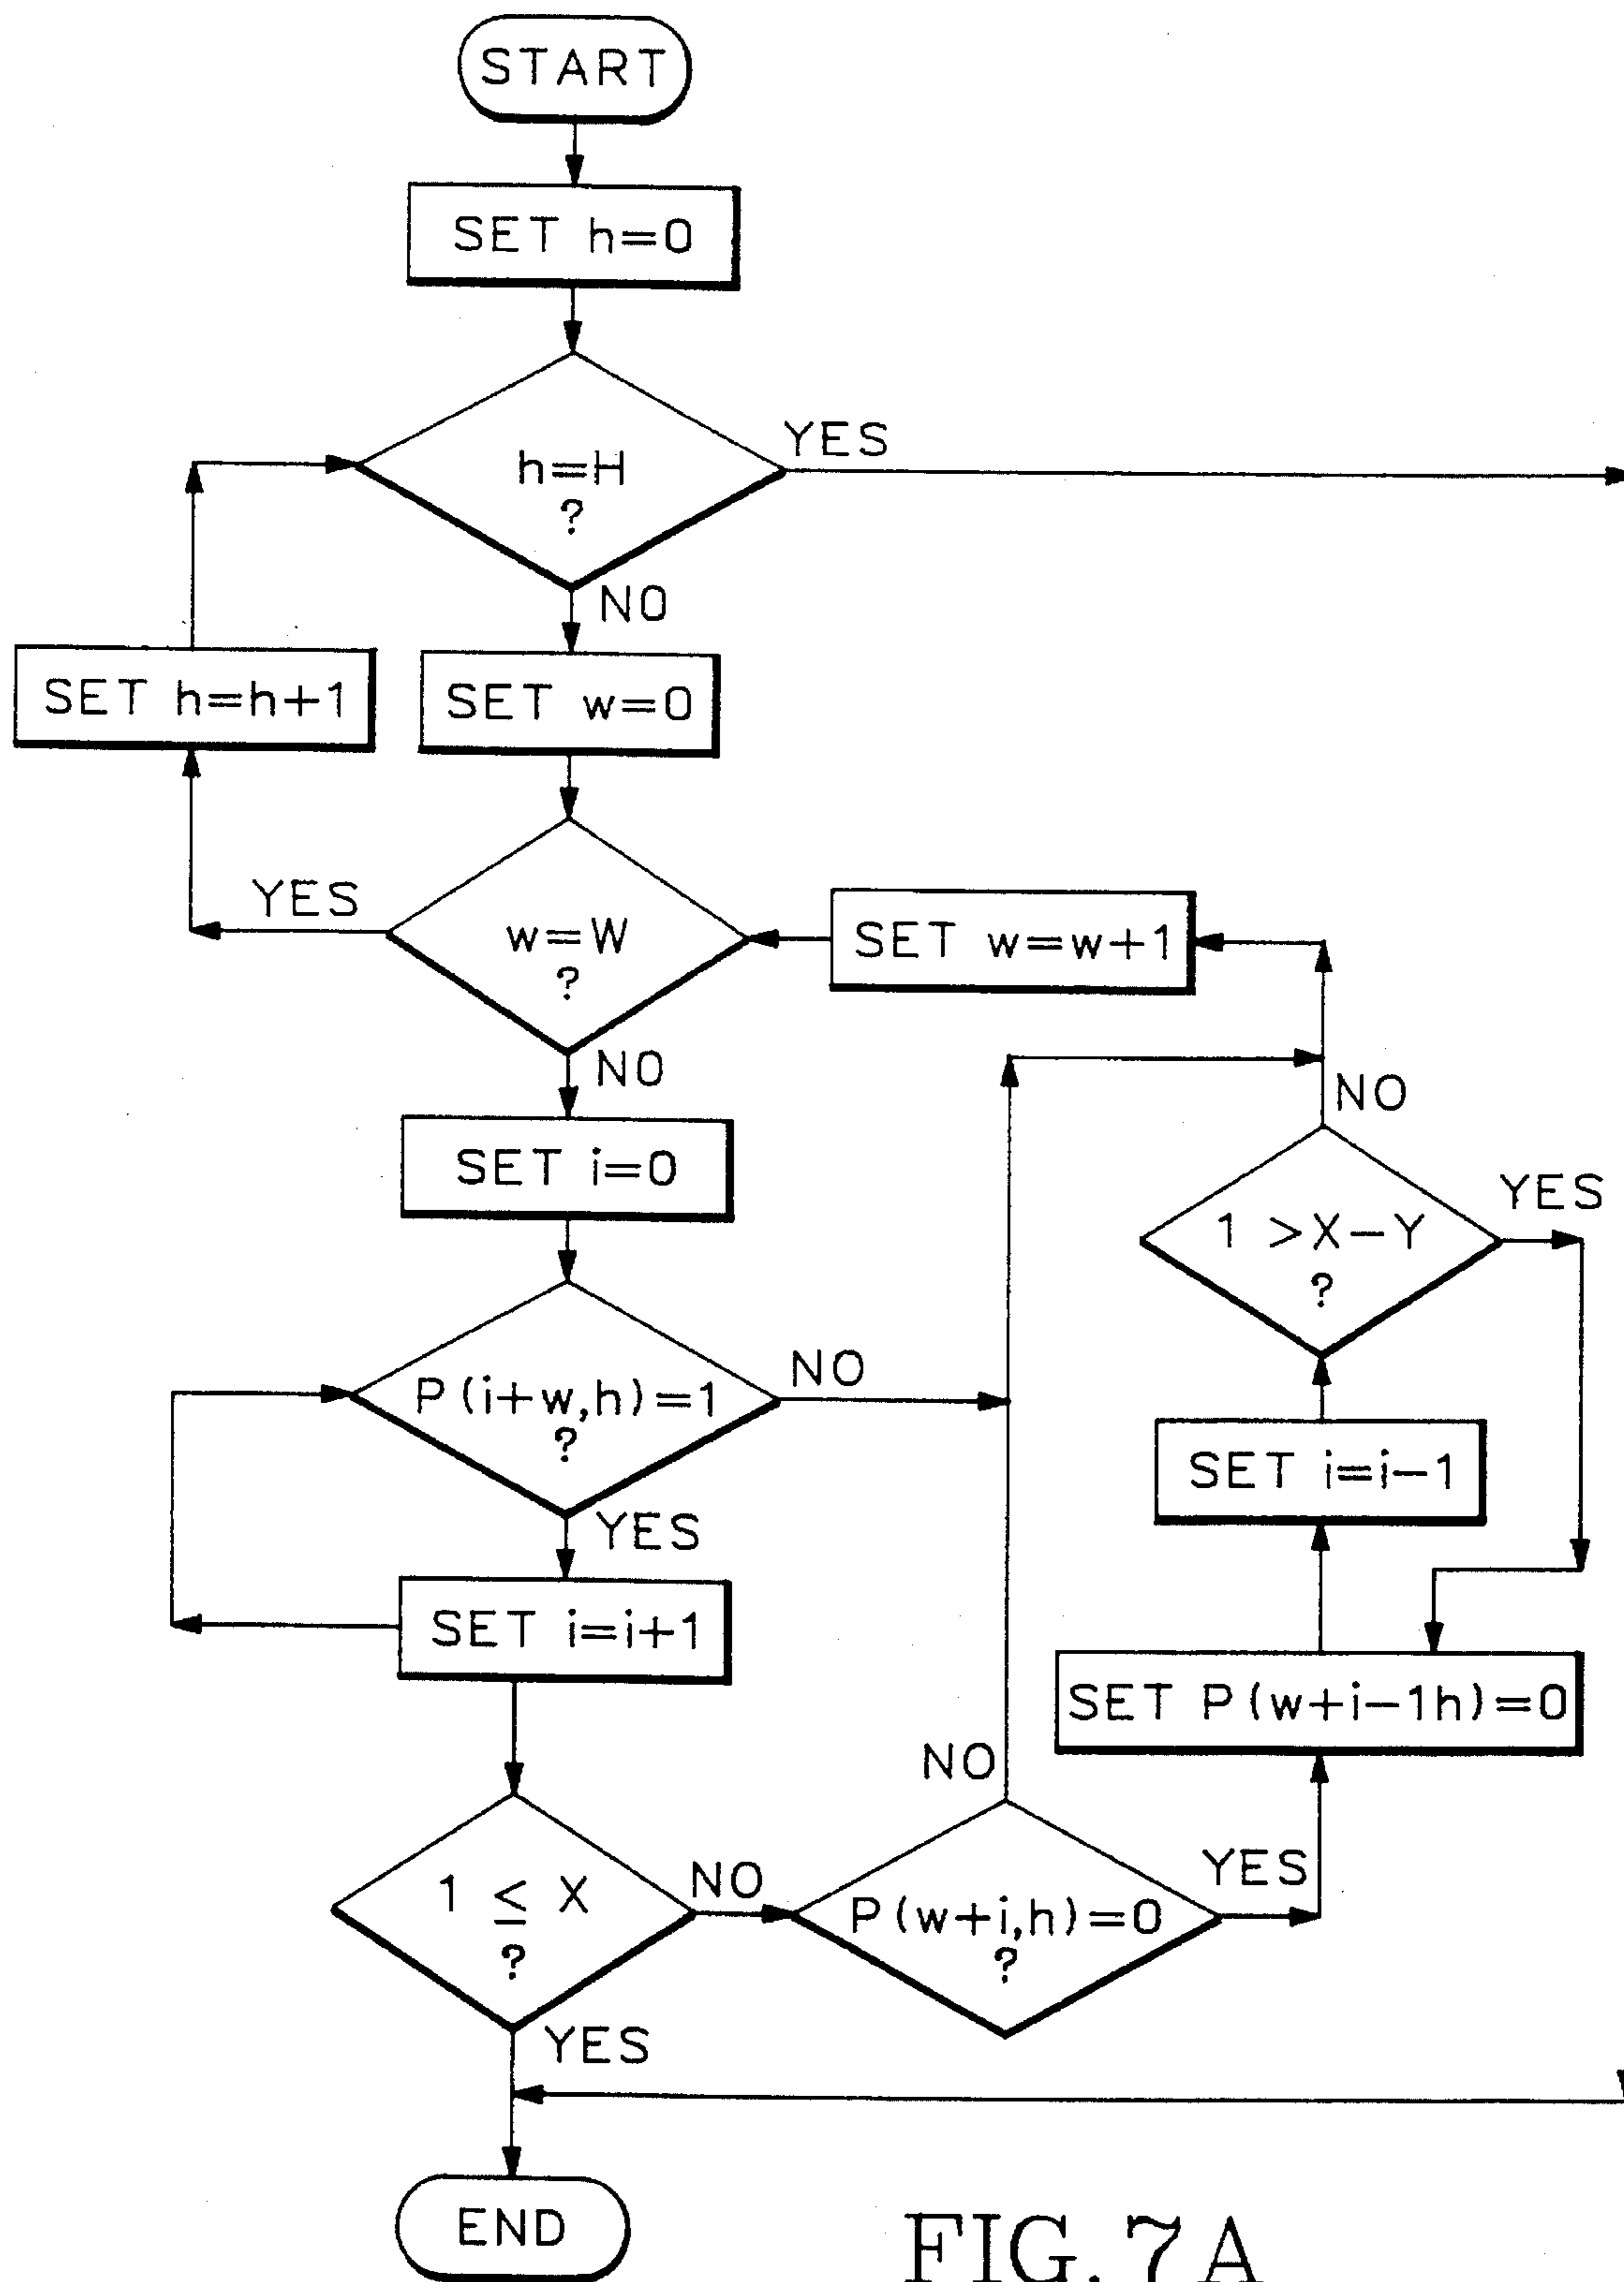 START
SET h=0
h=H
?
YES
NO
SET h=h+1
SET w=0
YES
w=W
?
SET w=w+1
NO
NO
SET i=0
1 >X-Y
?
YES
P(i+w,h)=1
?
NO
SET i=i-1
YES
SET i=i+1
SET P(w+i-1h)=0
NO
1 ≤ X
?
NO
P(w+i,h)=0
?
YES
YES
END
FIG. 7A